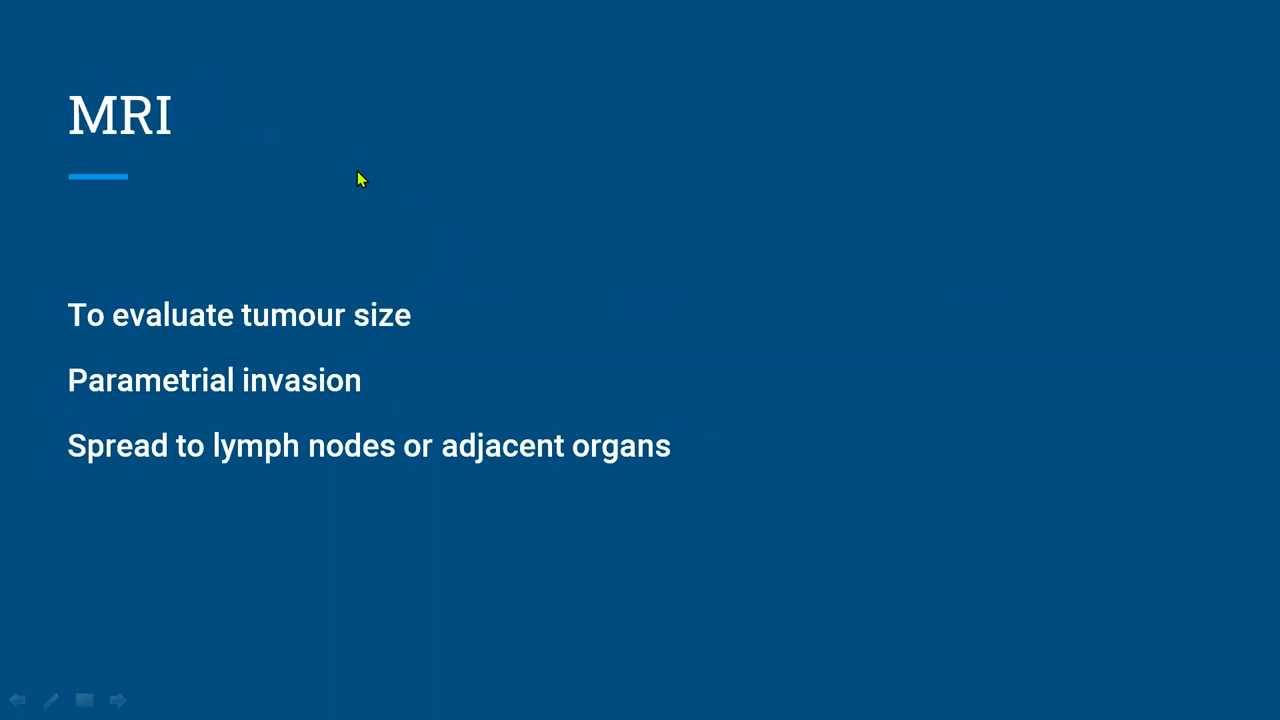 MRI
To evaluate tumour size
Parametrial invasion
Spread to lymph nodes or adjacent organs